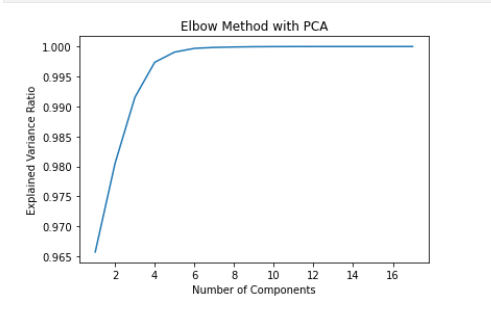 Elbow Method with PCA
1.000
0.995
0.990
0.985
0.980
0.975
0.970
0.965
Explained Variance Ratio
2 4 6 8 10 12 14 16
Number of Components